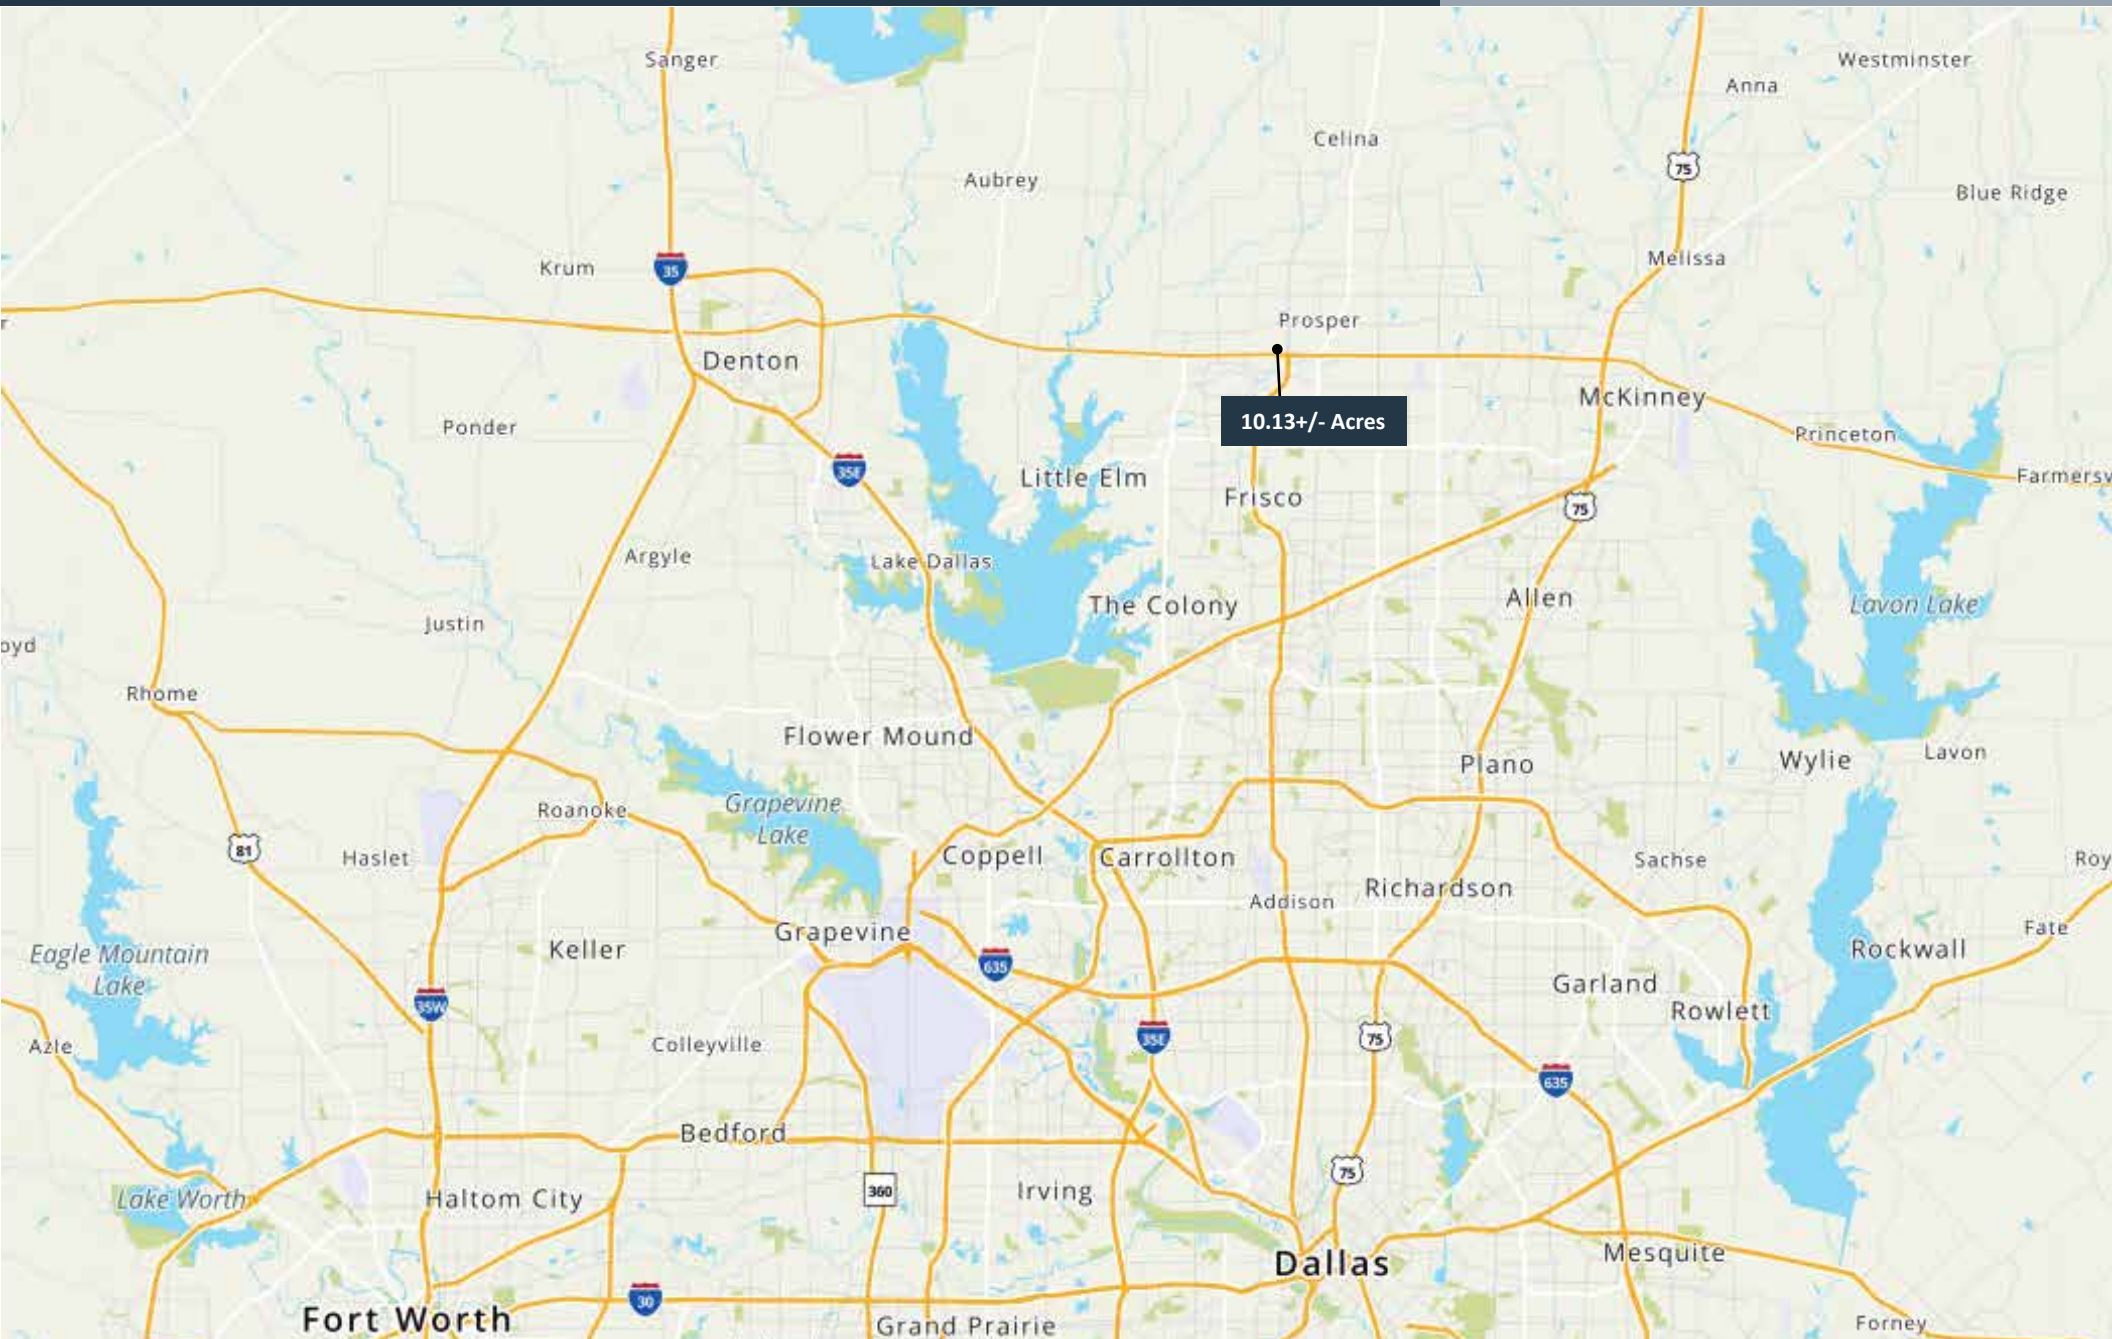 Sanger
Westminster
Anna
Celina
75
Aubrey
Blue Ridge
Krum
35
Melissa
r
Prosper
Denton
McKinney
10.13+/- Acres
Ponder
Princeton
35E
Little Elm
Farmersv
Frisco
75
Argyle
Lake Dallas
The Colony
Allen
Lavon Lake
Justin
oyd
Rhome
Flower Mound
Plano
Wylie
Lavon
Roanoke
Grapevine
Lake
81
Haslet
Coppell
Carrollton
Sachse
Roy
Richardson
Addison
Grapevine
Fate
Keller
Rockwall
Eagle Mountain
Lake
635
Garland
35W
Rowlett
Azle
Colleyville
35E
75
635
Bedford
75
Lake Worth
Haltom City
360
Irving
Dallas
Mesquite
30
Fort Worth
Grand Prairie
Forney